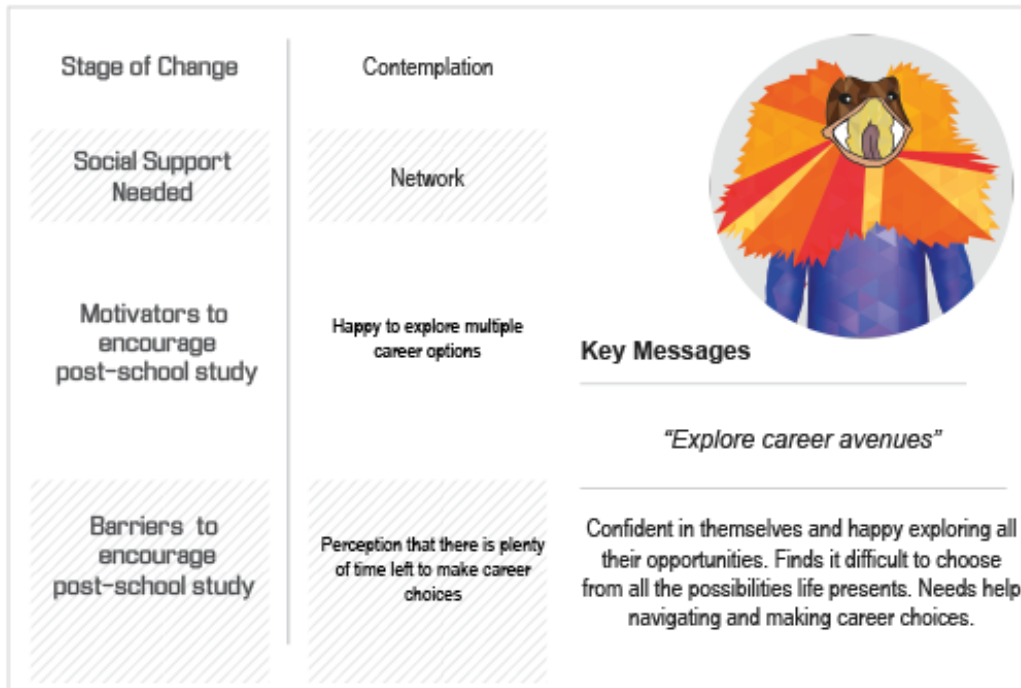 Stage of Change
Contemplation
Social Support
Needed
Network
Motivators to
encourage
post-school study
Happy to explore multiple
career options
Barriers to
encourage
post-school study
Perception that there is plenty
of time left to make career
choices
Key Messages
“Explore career avenues”
Confident in themselves and happy exploring all
their opportunities. Finds it difficult to choose
from all the possibilities life presents. Needs help
navigating and making career choices.